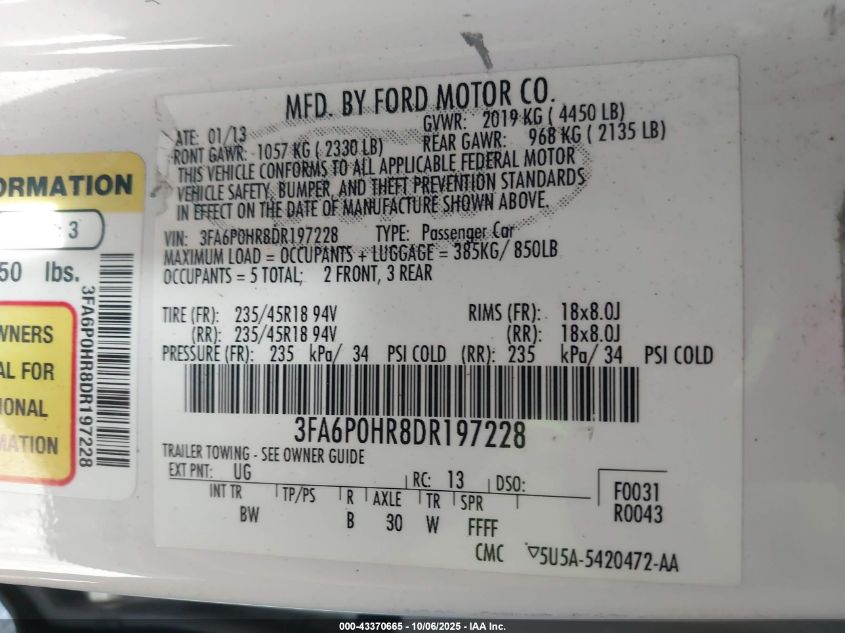 MFD. BY FORD MOTOR CO.
ATE: 01/13 GVWR: 2019 KG ( 4450 LB)
RONT GAWR: 1057 KG ( 2330 LB) REAR GAWR: 968 KG ( 2135 LB)
THIS VEHICLE CONFORMS TO ALL APPLICABLE FEDERAL MOTOR
VEHICLE SAFETY, BUMPER, AND THEFT PREVENTION STANDARDS
IN EFFECT ON THE DATE OF MANUFACTURE SHOWN ABOVE.
VIN: 3FA6P0HR8DR197228 TYPE: Passenger Car
MAXIMUM LOAD = OCCUPANTS + LUGGAGE = 385KG/ 850LB
OCCUPANTS = 5 TOTAL; 2 FRONT, 3 REAR
TIRE (FR): 235/45R18 94V RIMS (FR): 18x8.0J
(RR): 235/45R18 94V (RR): 18x8.0J
PRESSURE (FR): 235 kPa/ 34 PSI COLD (RR): 235 kPa/ 34 PSI COLD
3FA6P0HR8DR197228
TRAILER TOWING - SEE OWNER GUIDE
EXT PNT: UG RC: 13 DSO:
INT TR TP/PS R AXLE TR SPR
BW B 30 W FFFF
F0031
R0043
CMC ▽5U5A-5420472-AA
ORMATION
3
50 lbs.
WNERS
AL FOR
IONAL
MATION
3FA6P0HR8DR197228
000-43370665 - 10/06/2025 - IAA Inc.